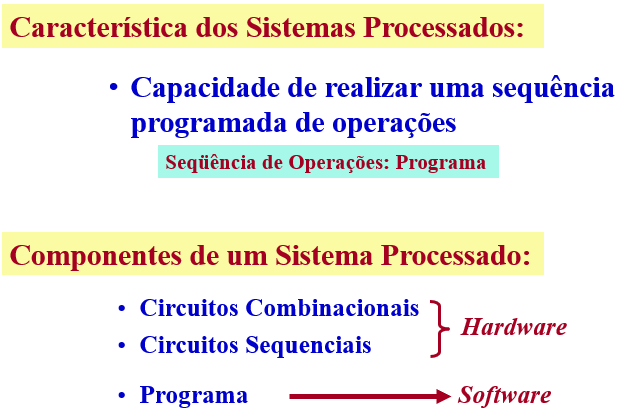 Característica dos Sistemas Processados:
• Capacidade de realizar uma sequência
programada de operações
Seqüência de Operações: Programa
Componentes de um Sistema Processado:
• Circuitos Combinacionais
Hardware
• Circuitos Sequenciais
• Programa
Software